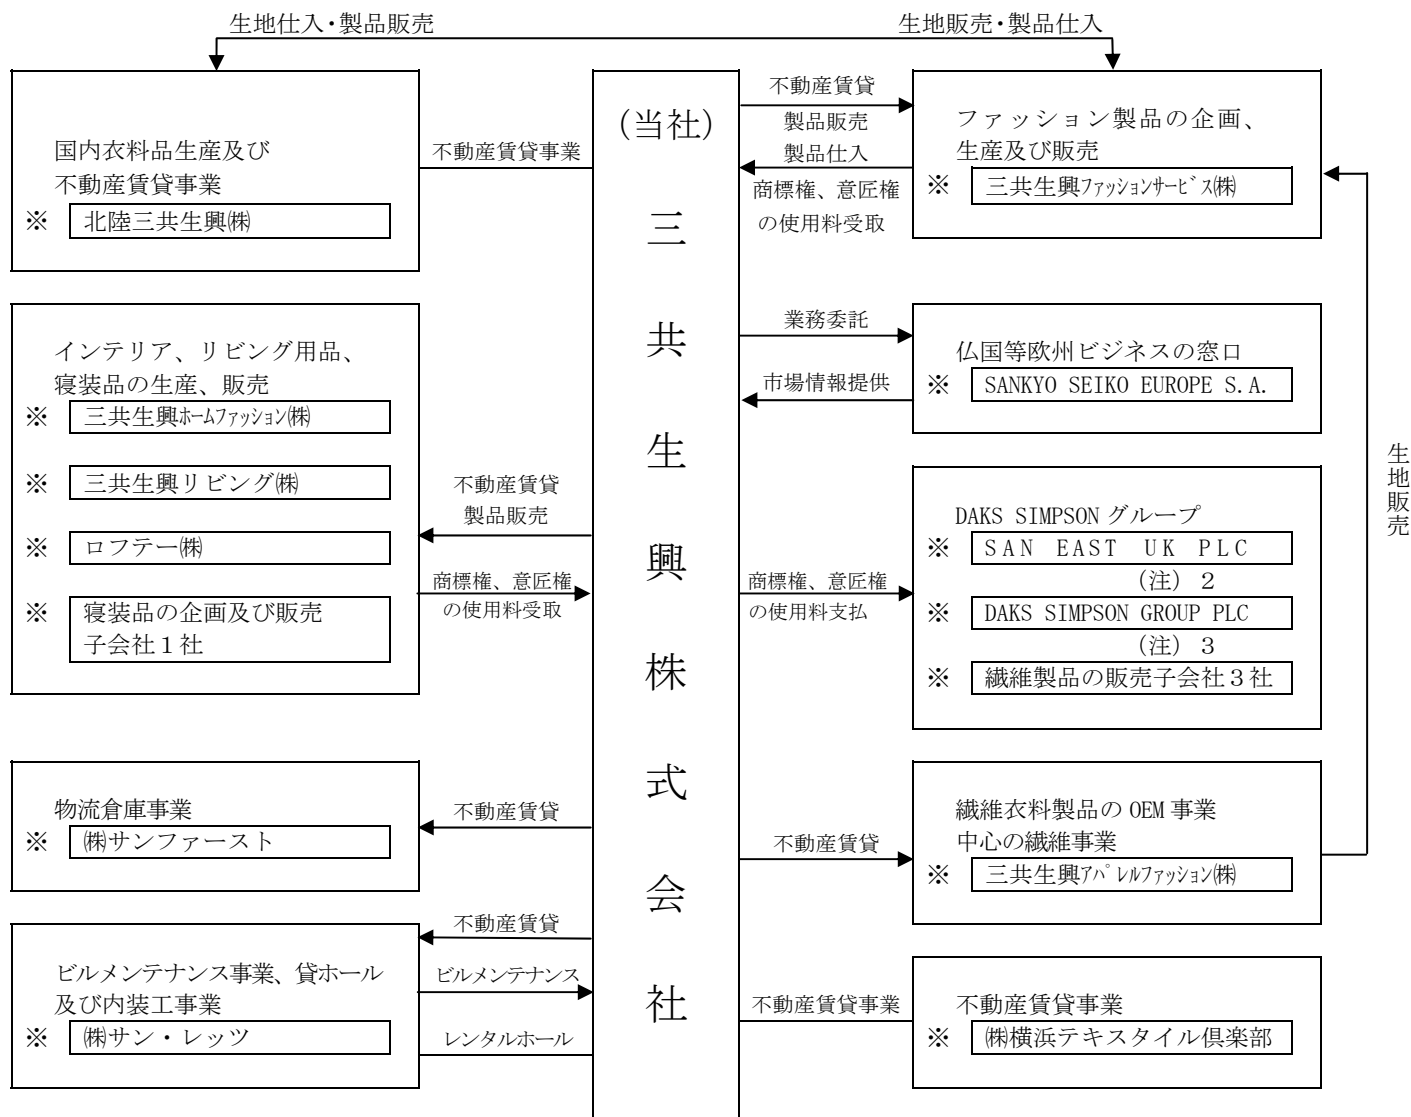 生地仕入・製品販売
生地販売・製品仕入
国内衣料品生産及び
不動産賃貸事業
※ 北陸三共生興㈱
不動産賃貸事業
インテリア、リビング用品、
寝装品の生産、販売
※ 三共生興ﾎｰﾑﾌｧｯｼｮﾝ㈱
※ 三共生興リビング㈱
※ ロフテー㈱
※ 寝装品の企画及び販売
子会社１社
不動産賃貸
製品販売
商標権、意匠権
の使用料受取
物流倉庫事業
※ ㈱サンファースト
不動産賃貸
ビルメンテナンス事業、貸ホール
及び内装工事業
※ ㈱サン・レッツ
不動産賃貸
ビルメンテナンス
レンタルホール
(当社)
三共生興株式会社
不動産賃貸
製品販売
製品仕入
商標権、意匠権
の使用料受取
ファッション製品の企画、
生産及び販売
※ 三共生興ﾌｧｯｼｮﾝｻｰﾋﾞｽ㈱
業務委託
市場情報提供
仏国等欧州ビジネスの窓口
※ SANKYO SEIKO EUROPE S.A.
商標権、意匠権
の使用料支払
DAKS SIMPSON グループ
※ SAN EAST UK PLC
（注）２
※ DAKS SIMPSON GROUP PLC
（注）３
※ 繊維製品の販売子会社３社
不動産賃貸
繊維衣料製品の OEM 事業
中心の繊維事業
※ 三共生興ｱﾊﾟﾚﾙﾌｧｯｼｮﾝ㈱
生地販売
不動産賃貸事業
不動産賃貸事業
※ ㈱横浜テキスタイル倶楽部